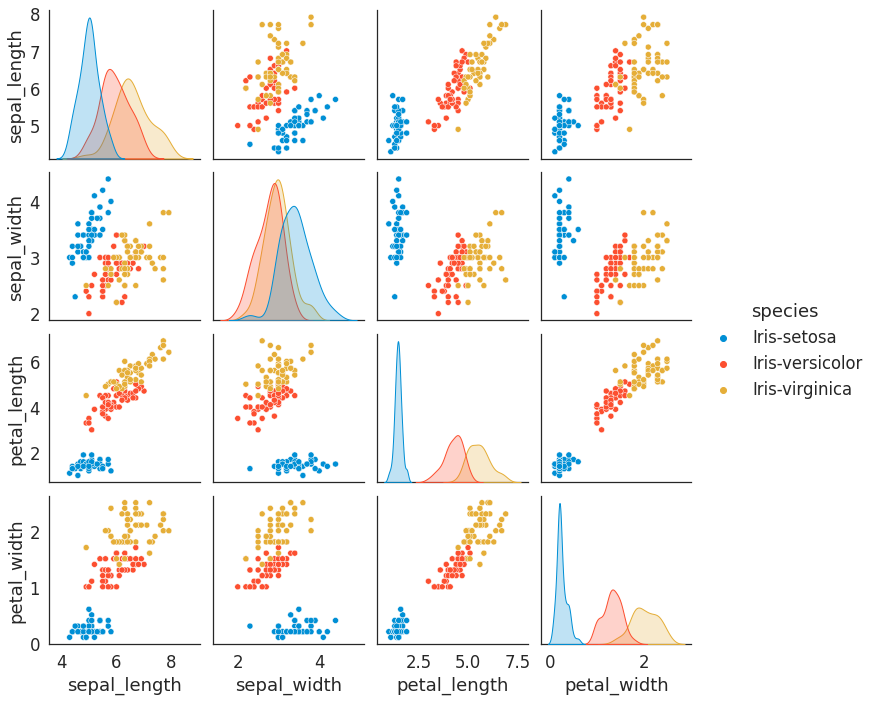 sepal_length
8
7
6
5
sepal_width
4
3
2
petal_length
6
4
2
petal_width
2
1
0
4 6 8
2 4
2.5 5.0 7.5
0 2
sepal_length sepal_width petal_length petal_width
species
Iris-setosa
Iris-versicolor
Iris-virginica